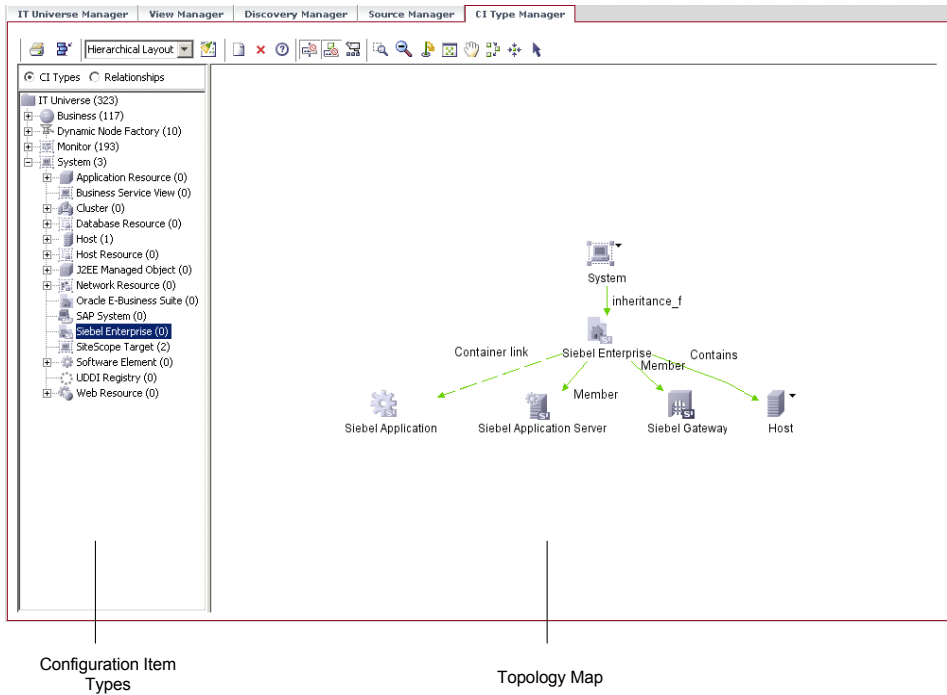 IT Universe Manager View Manager Discovery Manager Source Manager CI Type Manager
Hierarchical Layout
CI Types Relationships
IT Universe (323)
Business (117)
Dynamic Node Factory (10)
Monitor (193)
System (3)
Application Resource (0)
Business Service View (0)
Cluster (0)
Database Resource (0)
Host (1)
Host Resource (0)
J2EE Managed Object (0)
Network Resource (0)
Oracle E-Business Suite (0)
SAP System (0)
Siebel Enterprise (0)
SiteScope Target (2)
Software Element (0)
UDDI Registry (0)
Web Resource (0)
System
inheritance_f
Siebel Enterprise
Container link
Member
Member
Contains
Siebel Application
Siebel Application Server
Siebel Gateway
Host
Configuration Item
Types
Topology Map